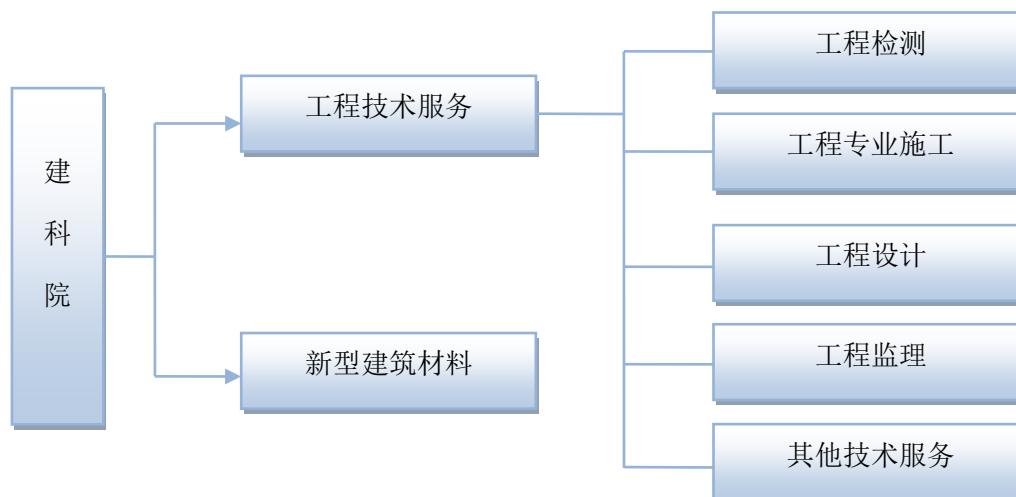 建科院
工程技术服务
新型建筑材料
工程检测
工程专业施工
工程设计
工程监理
其他技术服务